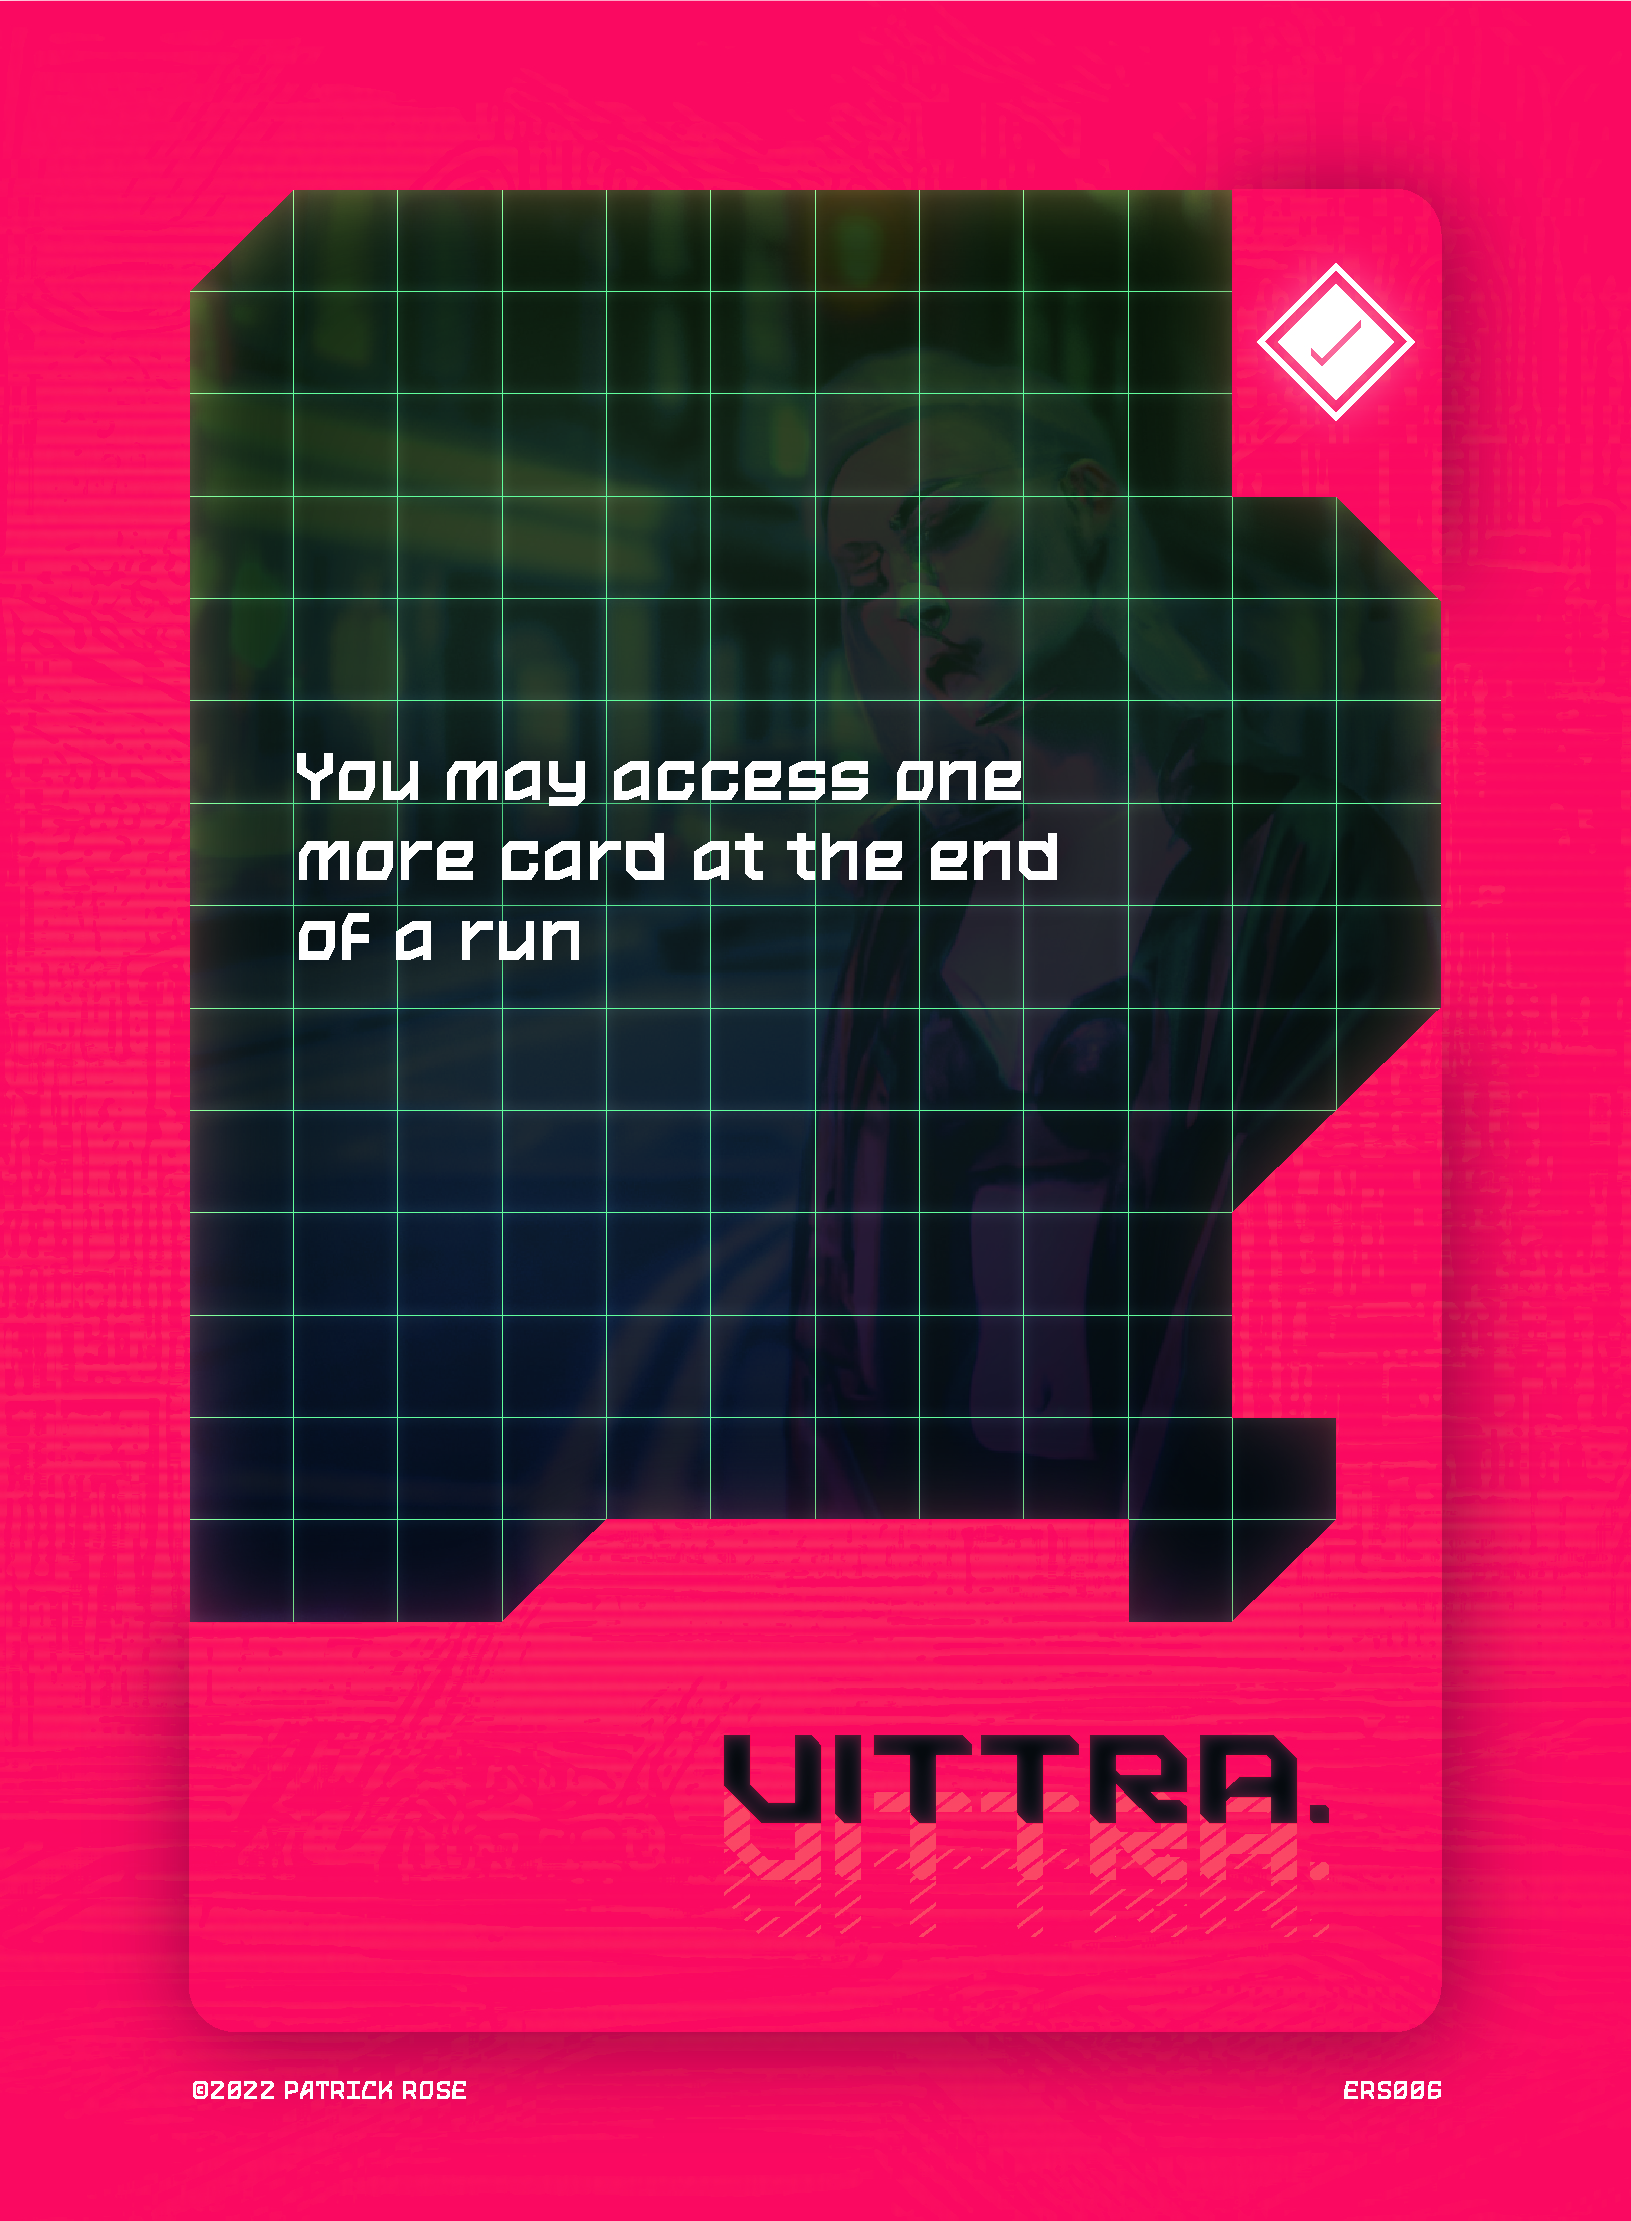 You may access one
more card at the end
of a run
VITTRA.
©2022 PATRICK ROSE
ERS006